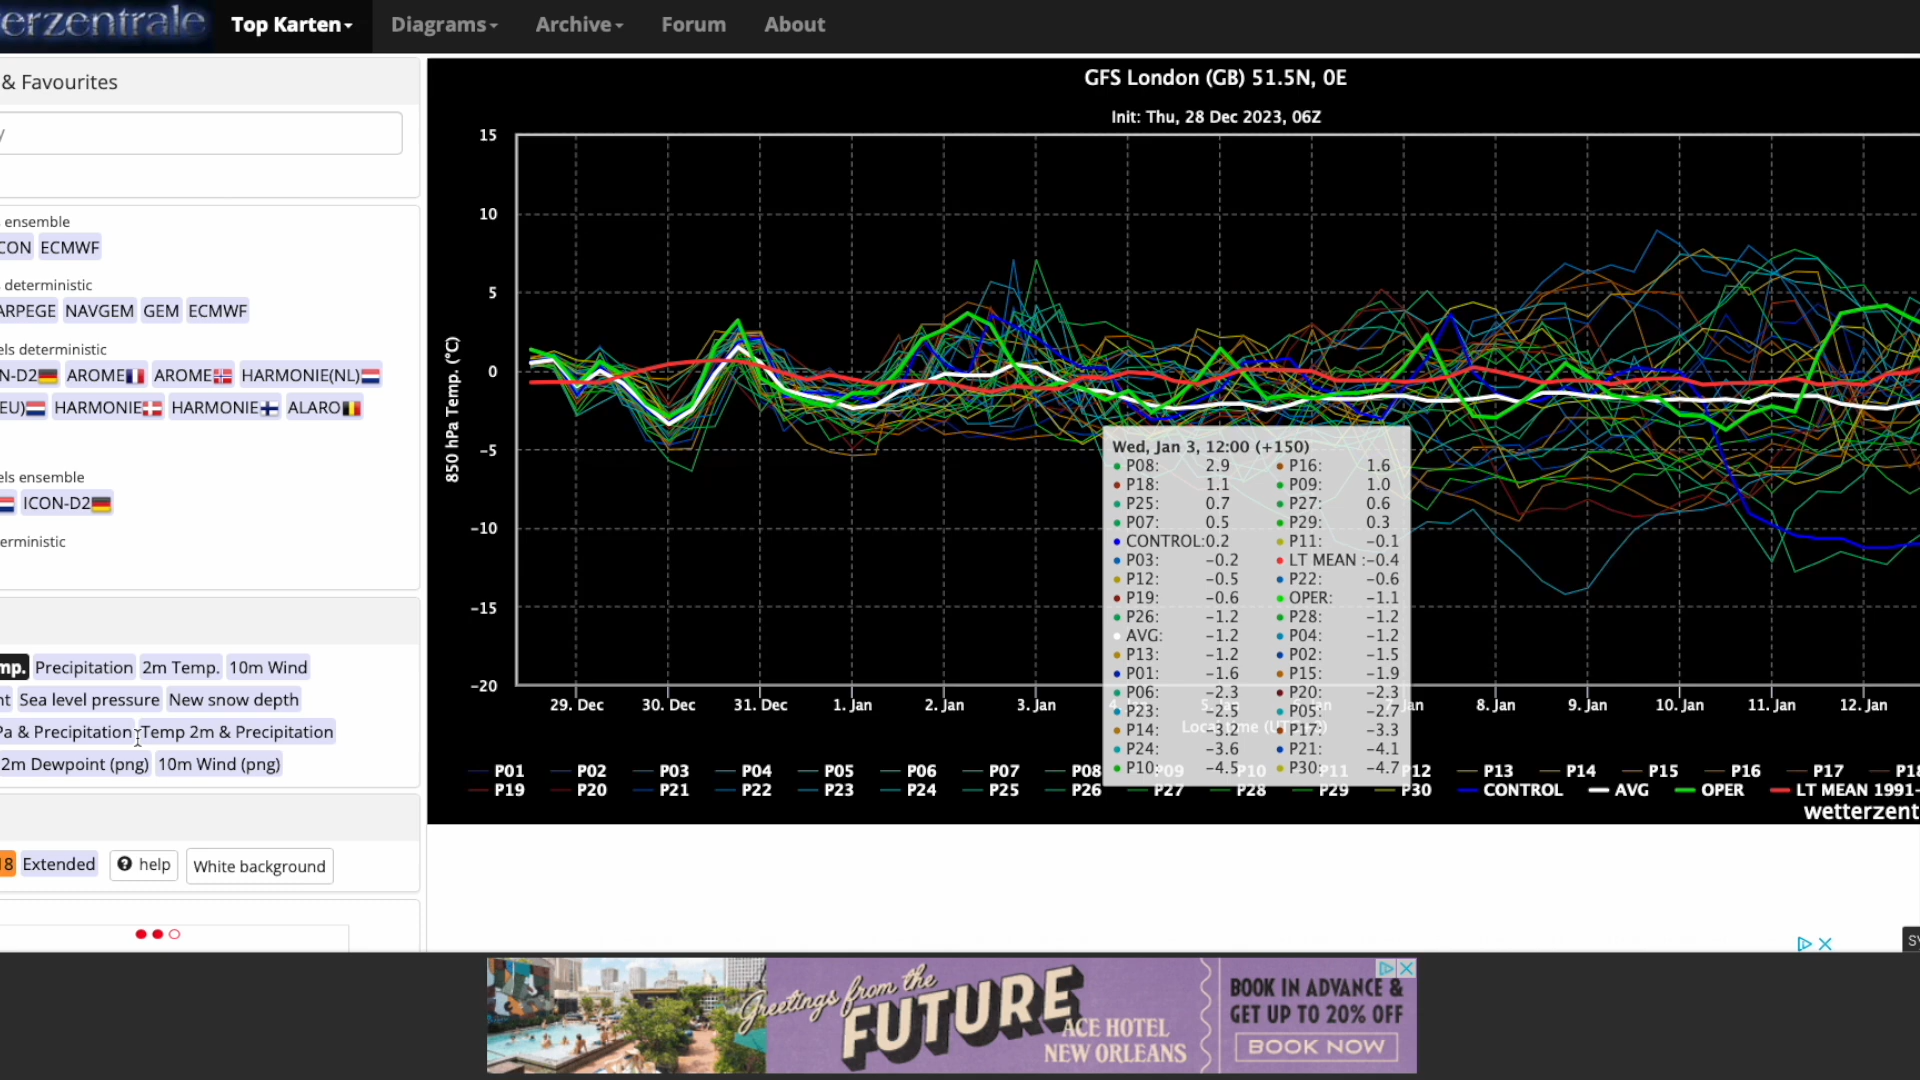 erzentrale Top Karten Diagrams Archive Forum About
& Favourites
y
ensemble
CON ECMWF
deterministic
ARPEGE NAVGEM GEM ECMWF
els deterministic
N-D2 AROME AROME HARMONIE(NL)
EU) HARMONIE HARMONIE ALARO
els ensemble
ICON-D2
erministic
mp. Precipitation 2m Temp. 10m Wind
nt Sea level pressure New snow depth
Pa & Precipitation Temp 2m & Precipitation
2m Dewpoint (png) 10m Wind (png)
18 Extended help White background
GFS London (GB) 51.5N, 0E
Init: Thu, 28 Dec 2023, 06Z
850 hPa Temp. (°C)
15
10
5
0
−5
−10
−15
−20
29. Dec 30. Dec 31. Dec 1. Jan 2. Jan 3. Jan 8. Jan 9. Jan 10. Jan 11. Jan 12. Jan
Wed, Jan 3, 12:00 (+150)
P08: 2.9 P16: 1.6
P18: 1.1 P09: 1.0
P25: 0.7 P27: 0.6
P07: 0.5 P29: 0.3
CONTROL:0.2 P11: −0.1
P03: −0.2 LT MEAN :−0.4
P12: −0.5 P22: −0.6
P19: −0.6 OPER: −1.1
P26: −1.2 P28: −1.2
AVG: −1.2 P04: −1.2
P13: −1.2 P02: −1.5
P01: −1.6 P15: −1.9
P06: −2.3 P20: −2.3
P23: −2.5 P05: −2.7
P14: −3.2 P17: −3.3
P24: −3.6 P21: −4.1
P10: −4.5 P30: −4.7
P01 P02 P03 P04 P05 P06 P07 P08 P09 P10 P11 P12 P13 P14 P15 P16 P17 P18
P19 P20 P21 P22 P23 P24 P25 P26 P27 P28 P29 P30 CONTROL AVG OPER LT MEAN 1991-
wetterzent
Greetings from the
FUTURE
ACE HOTEL
NEW ORLEANS
BOOK IN ADVANCE &
GET UP TO 20% OFF
BOOK NOW